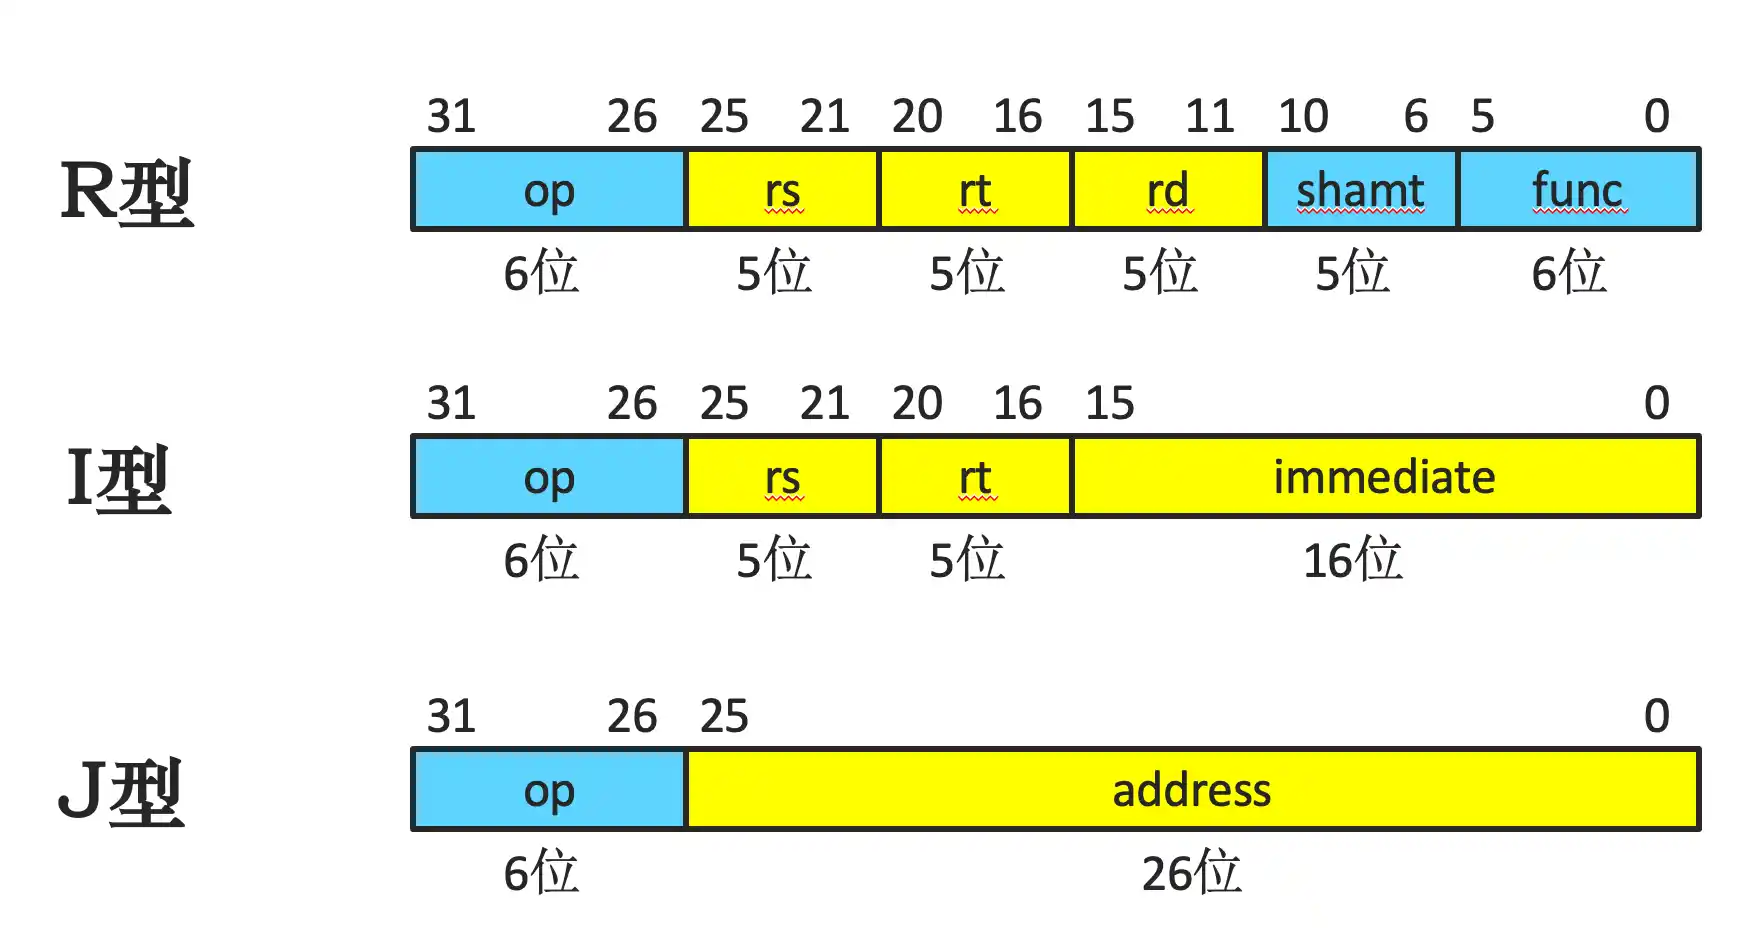 31 26 25 21 20 16 15 11 10 6 5 0
R型 op rs rt rd shamt func
6位 5位 5位 5位 5位 6位
31 26 25 21 20 16 15 0
I型 op rs rt immediate
6位 5位 5位 16位
31 26 25 0
J型 op address
6位 26位